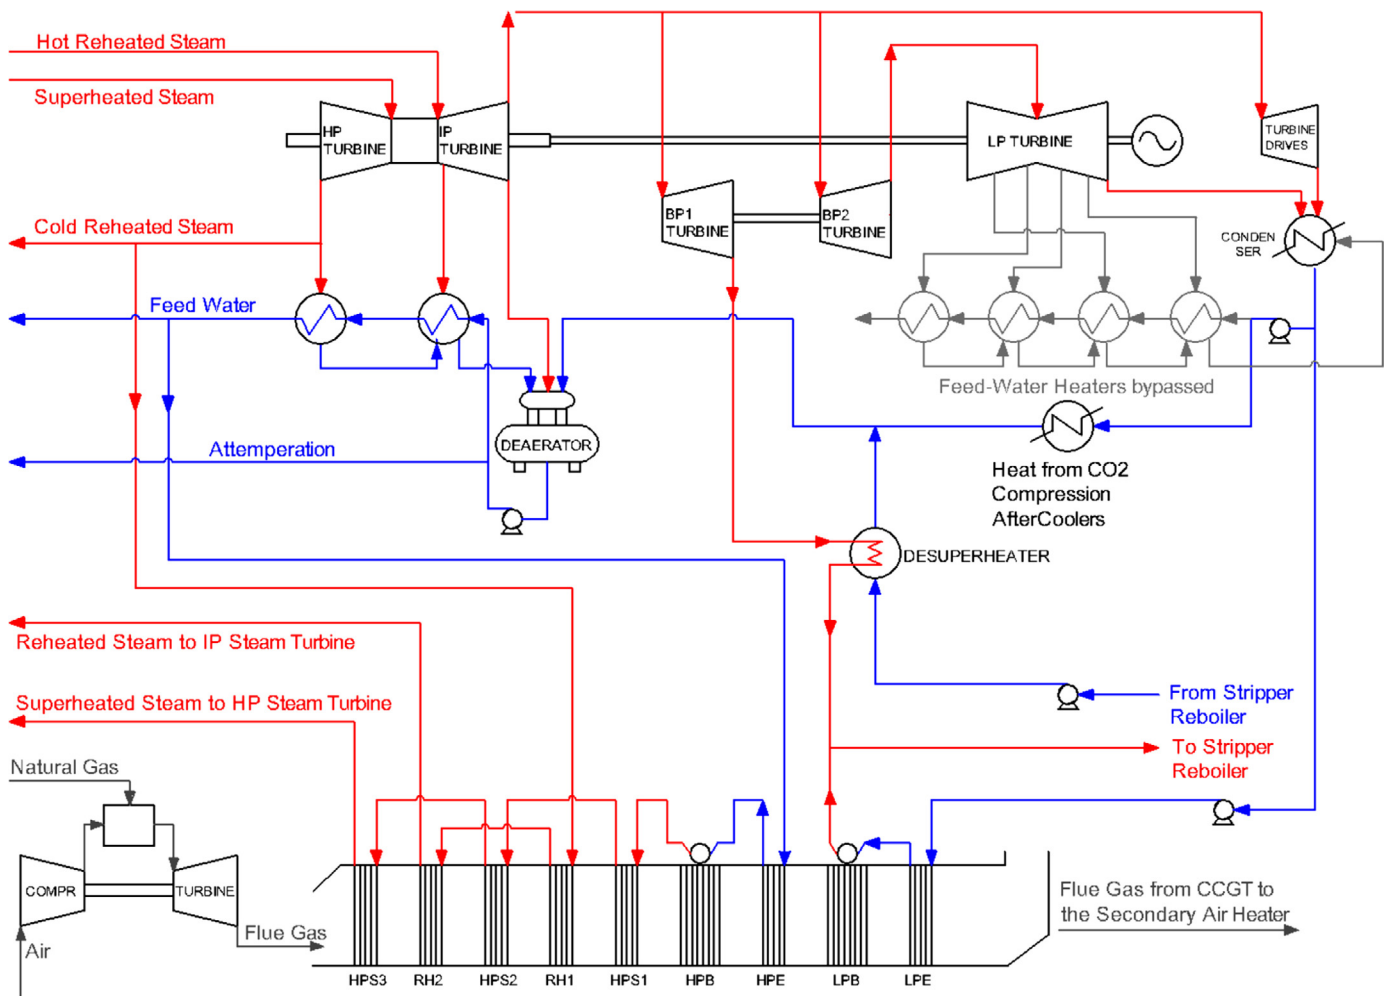 Hot Reheated Steam
Superheated Steam
HP
TURBINE
IP
TURBINE
LP TURBINE
TURBINE
DRIVES
BP1
TURBINE
BP2
TURBINE
CONDEN
SER
Cold Reheated Steam
Feed Water
Feed-Water Heaters bypassed
Attemperation
DEAERATOR
Heat from CO2
Compression
AfterCoolers
DESUPERHEATER
Reheated Steam to IP Steam Turbine
Superheated Steam to HP Steam Turbine
From Stripper
Reboiler
To Stripper
Reboiler
Natural Gas
COMPR
TURBINE
Air
Flue Gas
Flue Gas from CCGT to
the Secondary Air Heater
HPS3
RH2
HPS2
RH1
HPS1
HPB
HPE
LPB
LPE